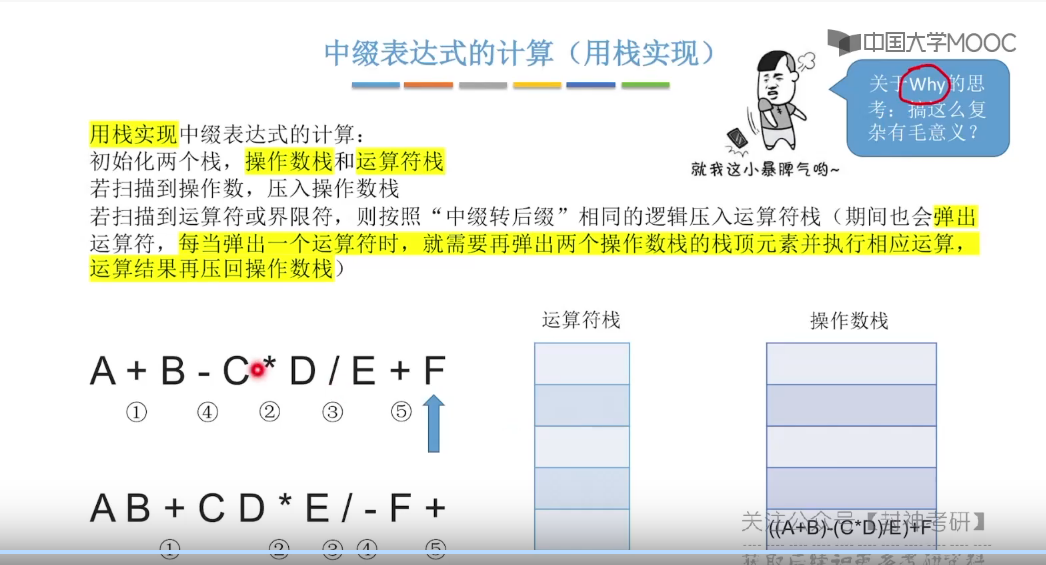 中国大学MOOC
中缀表达式的计算（用栈实现）
关于Why的思
考：搞这么复
杂有毛意义？
就我这小暴脾气哟~
用栈实现中缀表达式的计算：
初始化两个栈，操作数栈和运算符栈
若扫描到操作数，压入操作数栈
若扫描到运算符或界限符，则按照“中缀转后缀”相同的逻辑压入运算符栈（期间也会弹出
运算符，每当弹出一个运算符时，就需要再弹出两个操作数栈的栈顶元素并执行相应运算，
运算结果再压回操作数栈）
运算符栈
操作数栈
A + B - C * D / E + F
① ④ ② ③ ⑤
A B + C D * E / - F +
① ② ③ ④ ⑤
关注公众号【封神考研】
((A+B)-(C*D)/E)+F